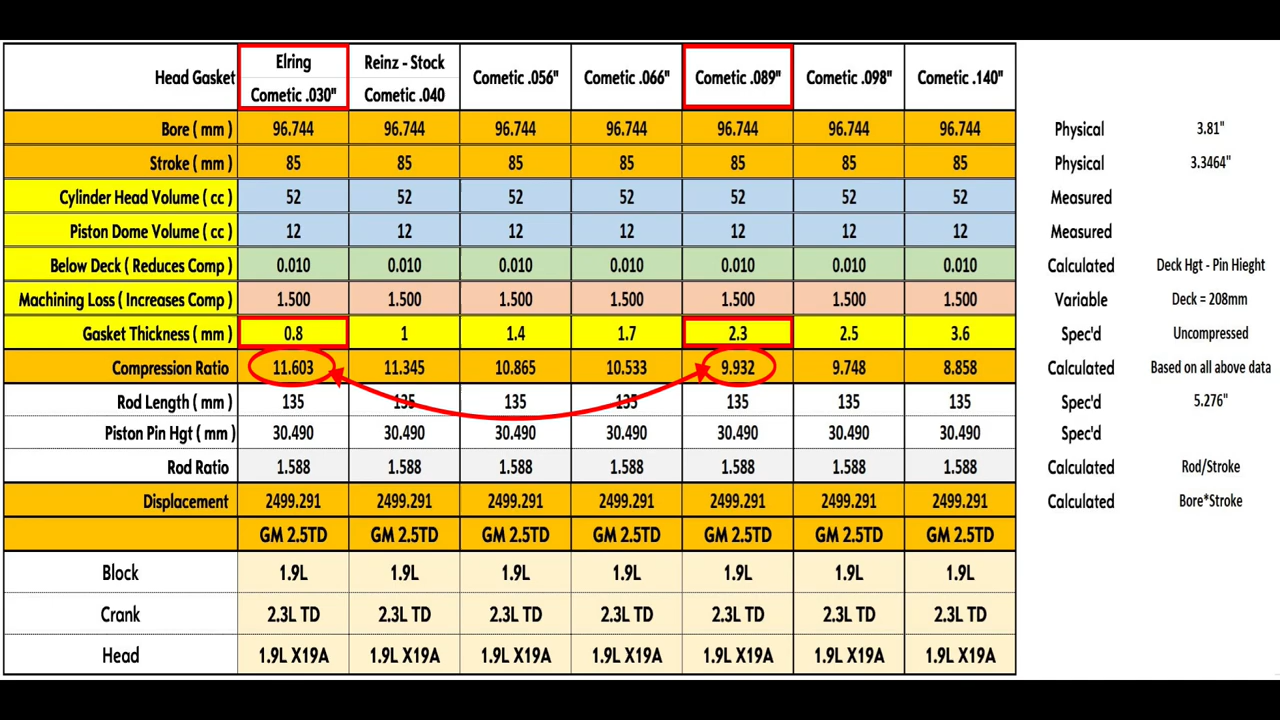 Head Gasket Elring Cometic .030" Reinz - Stock Cometic .040 Cometic .056" Cometic .066" Cometic .089" Cometic .098" Cometic .140"
Bore ( mm ) 96.744 96.744 96.744 96.744 96.744 96.744 96.744 Physical 3.81"
Stroke ( mm ) 85 85 85 85 85 85 85 Physical 3.3464"
Cylinder Head Volume ( cc ) 52 52 52 52 52 52 52 Measured
Piston Dome Volume ( cc ) 12 12 12 12 12 12 12 Measured
Below Deck ( Reduces Comp ) 0.010 0.010 0.010 0.010 0.010 0.010 0.010 Calculated Deck Hgt - Pin Hieght
Machining Loss ( Increases Comp ) 1.500 1.500 1.500 1.500 1.500 1.500 1.500 Variable Deck = 208mm
Gasket Thickness ( mm ) 0.8 1 1.4 1.7 2.3 2.5 3.6 Spec'd Uncompressed
Compression Ratio 11.603 11.345 10.865 10.533 9.932 9.748 8.858 Calculated Based on all above data
Rod Length ( mm ) 135 135 135 135 135 135 135 Spec'd 5.276"
Piston Pin Hgt ( mm ) 30.490 30.490 30.490 30.490 30.490 30.490 30.490 Spec'd
Rod Ratio 1.588 1.588 1.588 1.588 1.588 1.588 1.588 Calculated Rod/Stroke
Displacement 2499.291 2499.291 2499.291 2499.291 2499.291 2499.291 2499.291 Calculated Bore*Stroke
GM 2.5TD GM 2.5TD GM 2.5TD GM 2.5TD GM 2.5TD GM 2.5TD GM 2.5TD
Block 1.9L 1.9L 1.9L 1.9L 1.9L 1.9L 1.9L
Crank 2.3L TD 2.3L TD 2.3L TD 2.3L TD 2.3L TD 2.3L TD 2.3L TD
Head 1.9L X19A 1.9L X19A 1.9L X19A 1.9L X19A 1.9L X19A 1.9L X19A 1.9L X19A